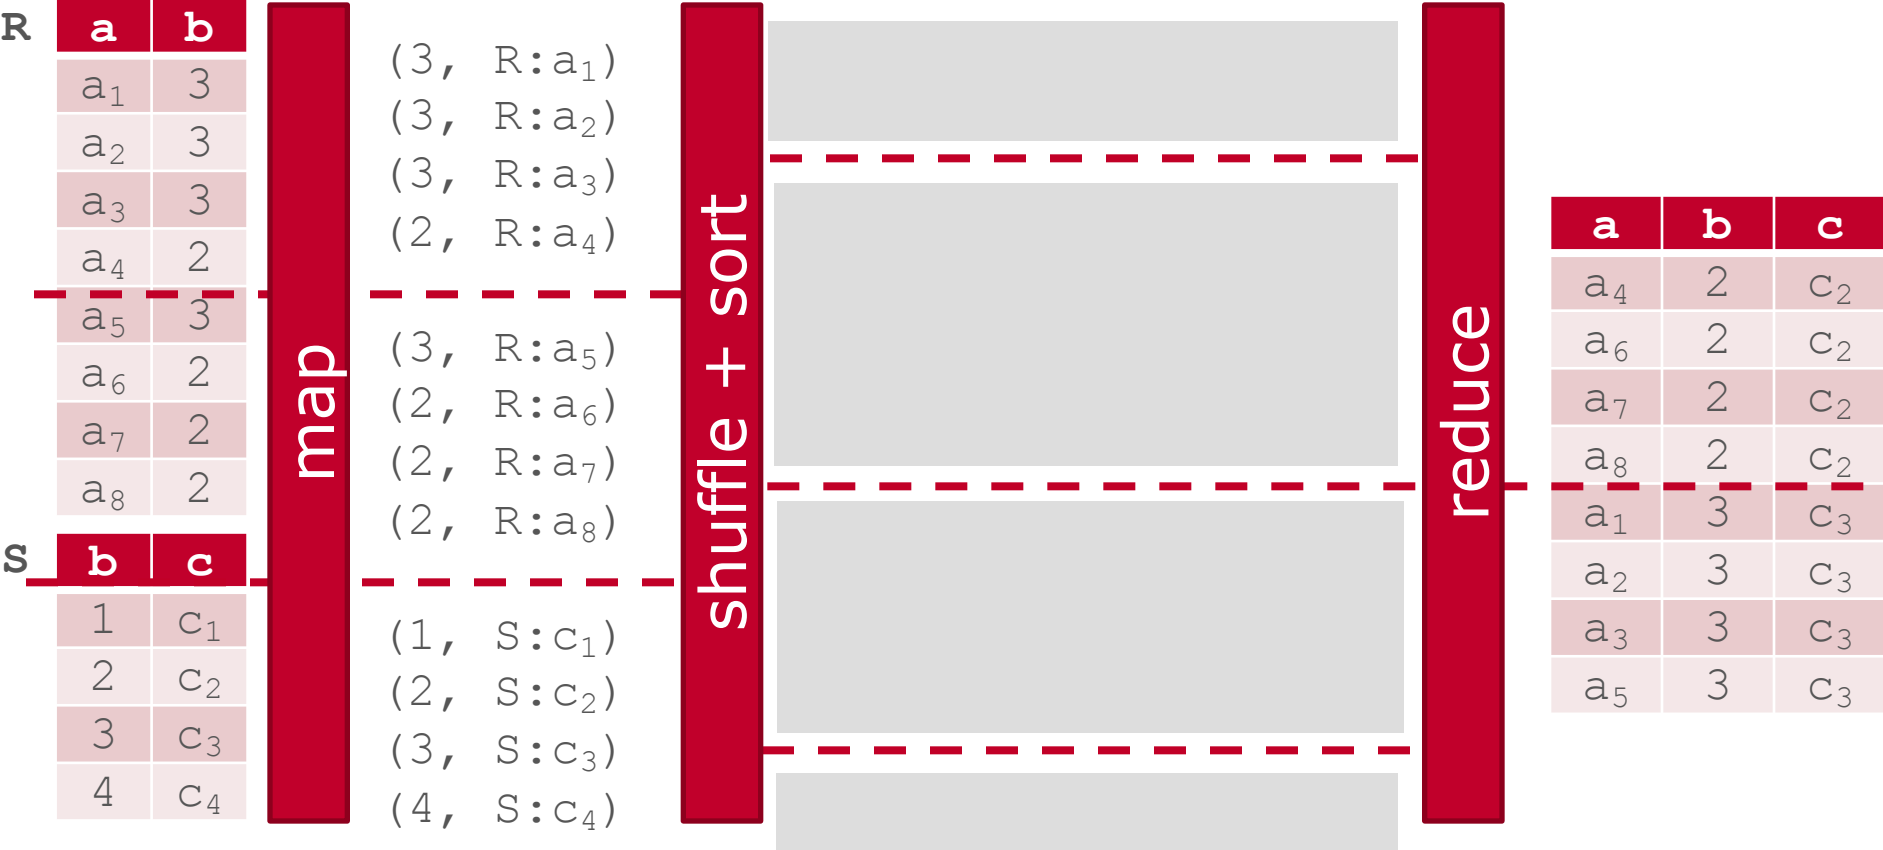 R
a b
a₁ 3
a₂ 3
a₃ 3
a₄ 2
a₅ 3
a₆ 2
a₇ 2
a₈ 2
S
b c
1 c₁
2 c₂
3 c₃
4 c₄
map
(3, R:a₁)
(3, R:a₂)
(3, R:a₃)
(2, R:a₄)
(3, R:a₅)
(2, R:a₆)
(2, R:a₇)
(2, R:a₈)
(1, S:c₁)
(2, S:c₂)
(3, S:c₃)
(4, S:c₄)
shuffle + sort
reduce
a b c
a₄ 2 c₂
a₆ 2 c₂
a₇ 2 c₂
a₈ 2 c₂
a₁ 3 c₃
a₂ 3 c₃
a₃ 3 c₃
a₅ 3 c₃